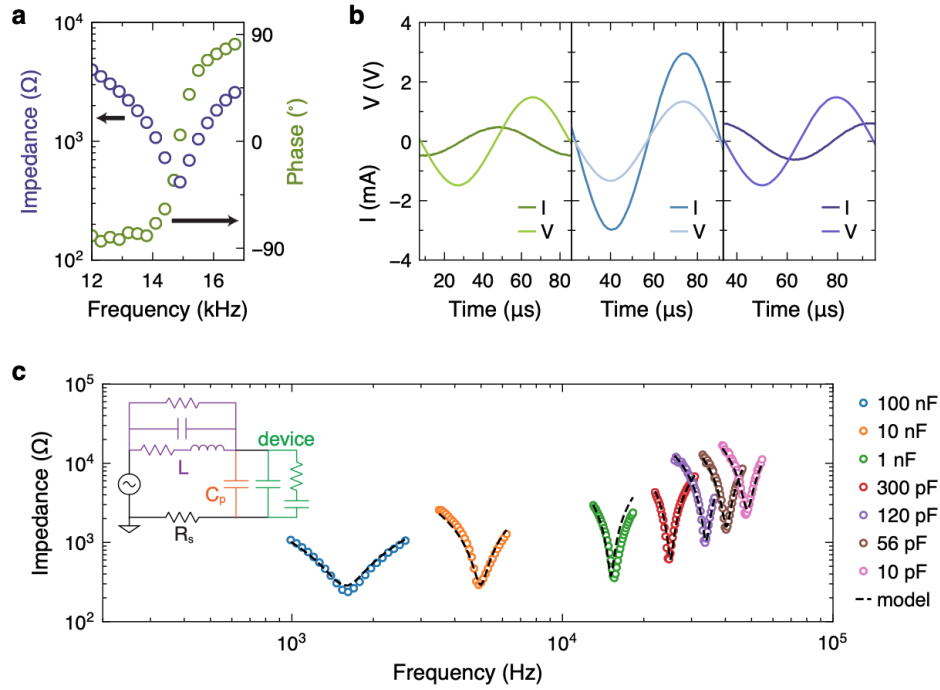 a
10⁴
10³
10²
Impedance (Ω)
90
0
−90
Phase (°)
12
14
16
Frequency (kHz)
b
4
2
0
−2
−4
V (V)
I (mA)
I
V
I
V
I
V
20 40 60 80
20 40 60 80
40 60 80
Time (μs)
Time (μs)
Time (μs)
c
10⁵
10⁴
10³
10²
Impedance (Ω)
device
L
Cₚ
Rₛ
10³
10⁴
10⁵
Frequency (Hz)
100 nF
10 nF
1 nF
300 pF
120 pF
56 pF
10 pF
model